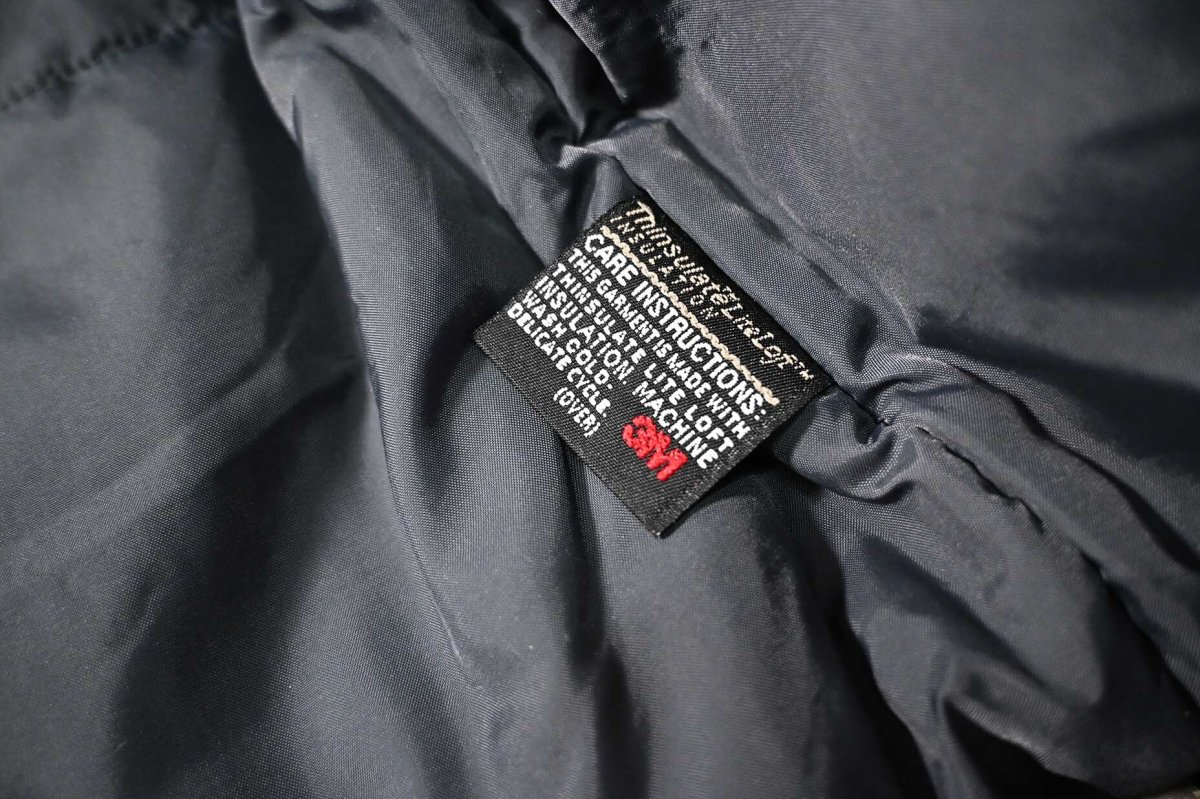 Thinsulate Lite Loft™
INSULATION
CARE INSTRUCTIONS:
THIS GARMENT IS MADE WITH
THINSULATE LITE LOFT
INSULATION. MACHINE
WASH COLD,
DELICATE CYCLE.
(OVER)
3M